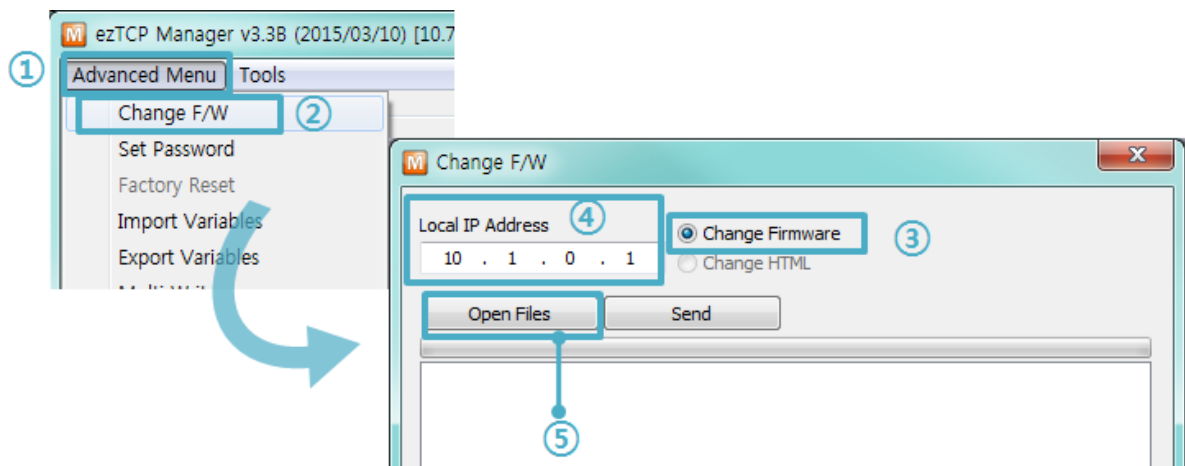 M ezTCP Manager v3.3B (2015/03/10) [10.7
① Advanced Menu Tools
Change F/W ②
Set Password
Factory Reset
Import Variables
Export Variables
M Change F/W
Local IP Address ④
10 . 1 . 0 . 1
Change Firmware ③
Change HTML
Open Files Send
⑤